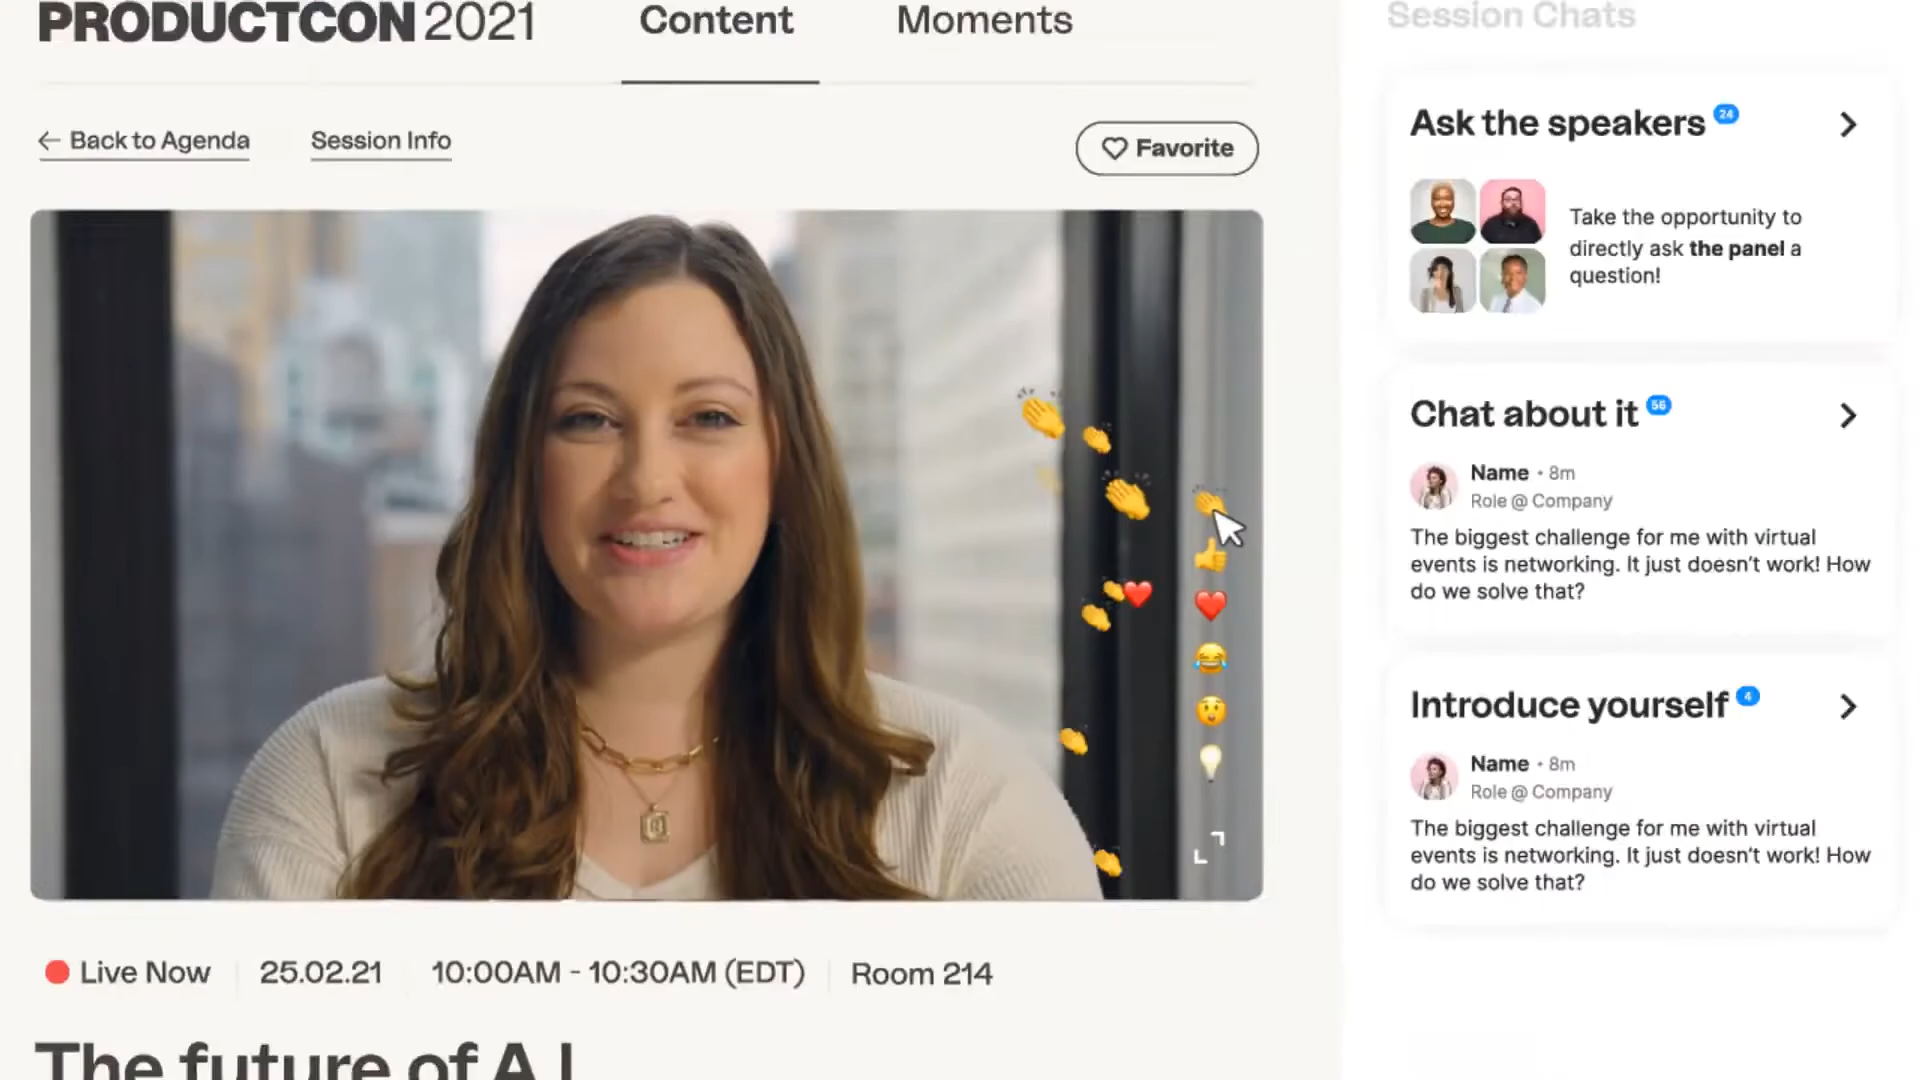 PRODUCTCON 2021
Content
Moments
← Back to Agenda
Session Info
Favorite
Live Now
25.02.21
10:00AM - 10:30AM (EDT)
Room 214
The future of A.I.
Session Chats
Ask the speakers 24
Take the opportunity to
directly ask the panel a
question!
Chat about it 56
Name • 8m
Role @ Company
The biggest challenge for me with virtual
events is networking. It just doesn't work! How
do we solve that?
Introduce yourself 4
Name • 8m
Role @ Company
The biggest challenge for me with virtual
events is networking. It just doesn't work! How
do we solve that?